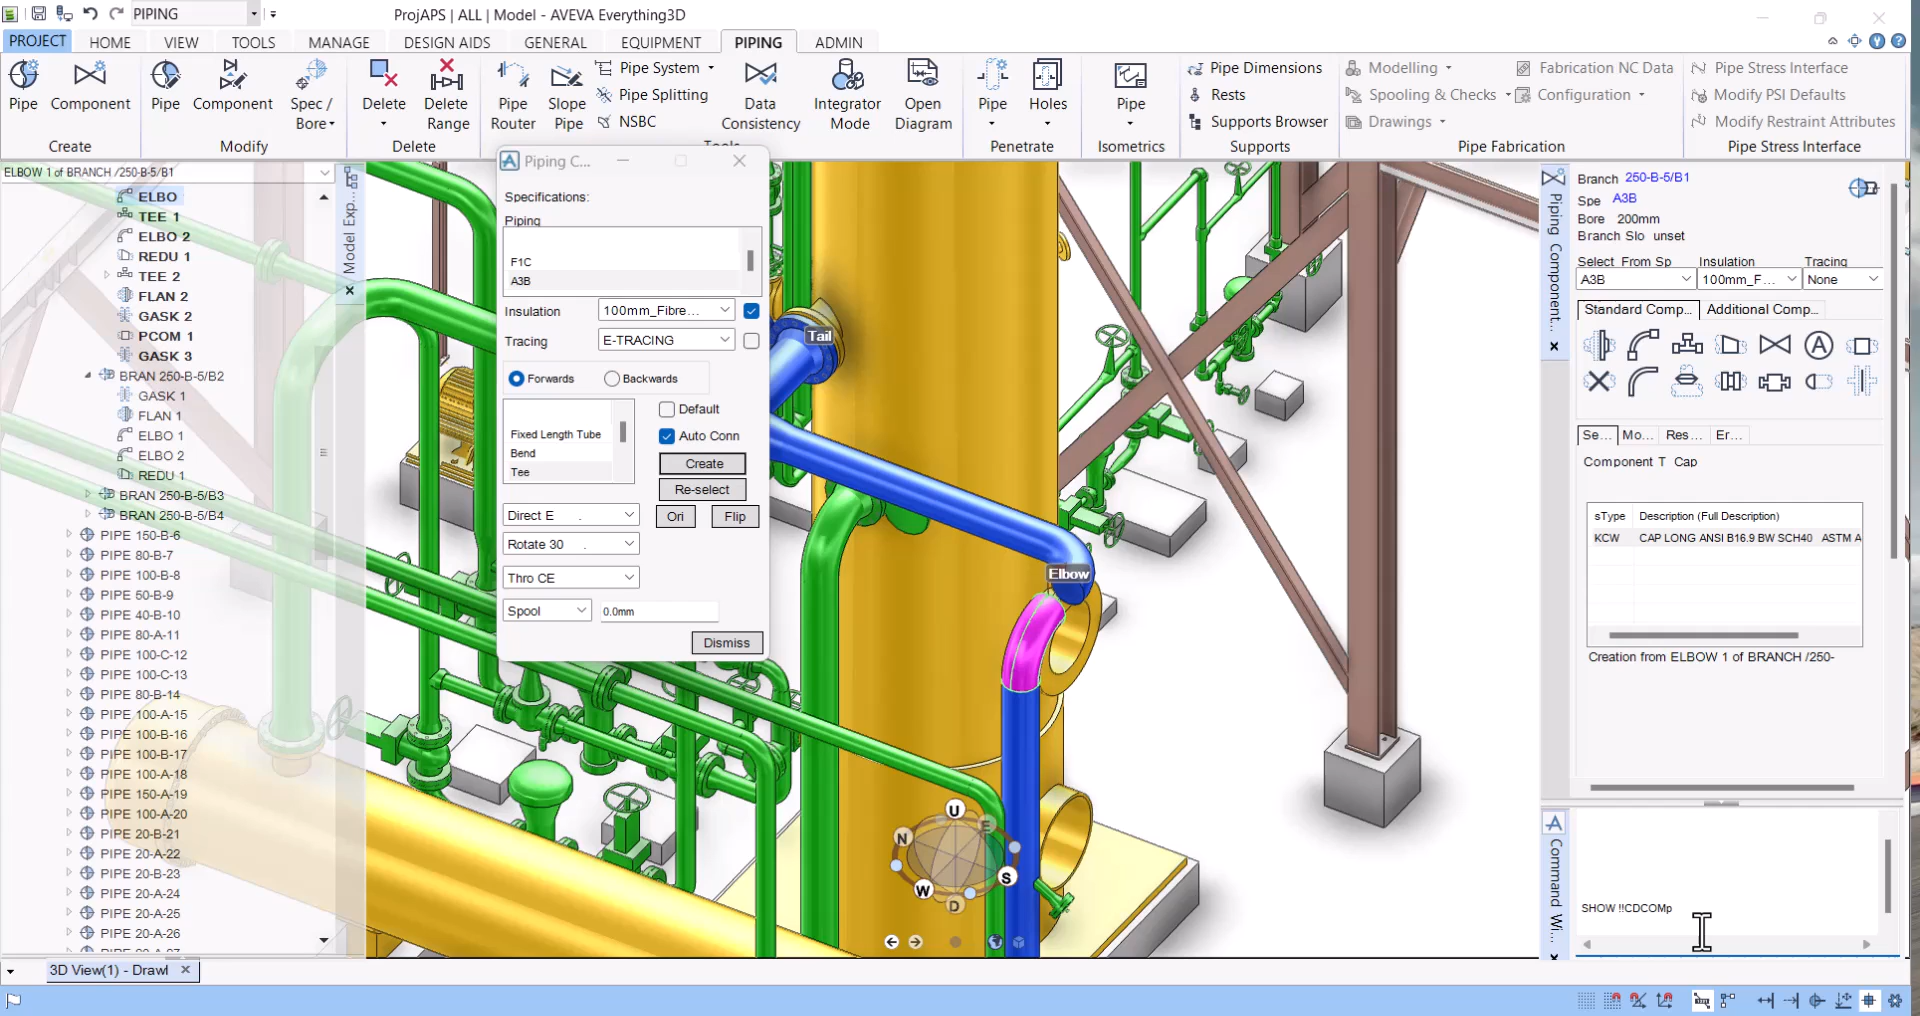 PIPING
ProjAPS | ALL | Model - AVEVA Everything3D
PROJECT HOME VIEW TOOLS MANAGE DESIGN AIDS GENERAL EQUIPMENT PIPING ADMIN
Pipe Component
Create
Pipe Component Spec / Bore
Modify
Delete Delete Range
Delete
Pipe Router Slope Pipe
Pipe System
Pipe Splitting
NSBC
Data Consistency Integrator Mode Open Diagram
Tools
Pipe Holes
Penetrate
Pipe
Isometrics
Pipe Dimensions
Rests
Supports Browser
Supports
Modelling
Spooling & Checks
Drawings
Fabrication NC Data
Configuration
Pipe Fabrication
Pipe Stress Interface
Modify PSI Defaults
Modify Restraint Attributes
Pipe Stress Interface
ELBOW 1 of BRANCH /250-B-5/B1
ELBO
TEE 1
ELBO 2
REDU 1
TEE 2
FLAN 2
GASK 2
PCOM 1
GASK 3
BRAN 250-B-5/B2
GASK 1
FLAN 1
ELBO 1
ELBO 2
REDU 1
BRAN 250-B-5/B3
BRAN 250-B-5/B4
PIPE 150-B-6
PIPE 80-B-7
PIPE 100-B-8
PIPE 50-B-9
PIPE 40-B-10
PIPE 80-A-11
PIPE 100-C-12
PIPE 100-C-13
PIPE 80-B-14
PIPE 100-A-15
PIPE 100-B-16
PIPE 100-B-17
PIPE 100-A-18
PIPE 150-A-19
PIPE 100-A-20
PIPE 20-B-21
PIPE 20-A-22
PIPE 20-B-23
PIPE 20-A-24
PIPE 20-A-25
PIPE 20-A-26
Model Exp...
Piping C...
Specifications:
Piping
F1C
A3B
Insulation 100mm_Fibre...
Tracing E-TRACING
Forwards Backwards
Fixed Length Tube
Bend
Tee
Default
Auto Conn
Create
Re-select
Ori Flip
Direct E
Rotate 30
Thro CE
Spool 0.0mm
Dismiss
Tail
Elbow
U
N
E
S
W
D
Piping Component...
Branch 250-B-5/B1
Spe A3B
Bore 200mm
Branch Slo unset
Select From Sp Insulation Tracing
A3B 100mm_F... None
Standard Comp... Additional Comp...
Se... Mo... Res... Er...
Component T Cap
sType Description (Full Description)
KCW CAP LONG ANSI B16.9 BW SCH40 ASTM A
Creation from ELBOW 1 of BRANCH /250-
Command Wi...
SHOW !!CDCOMp
3D View(1) - Drawl